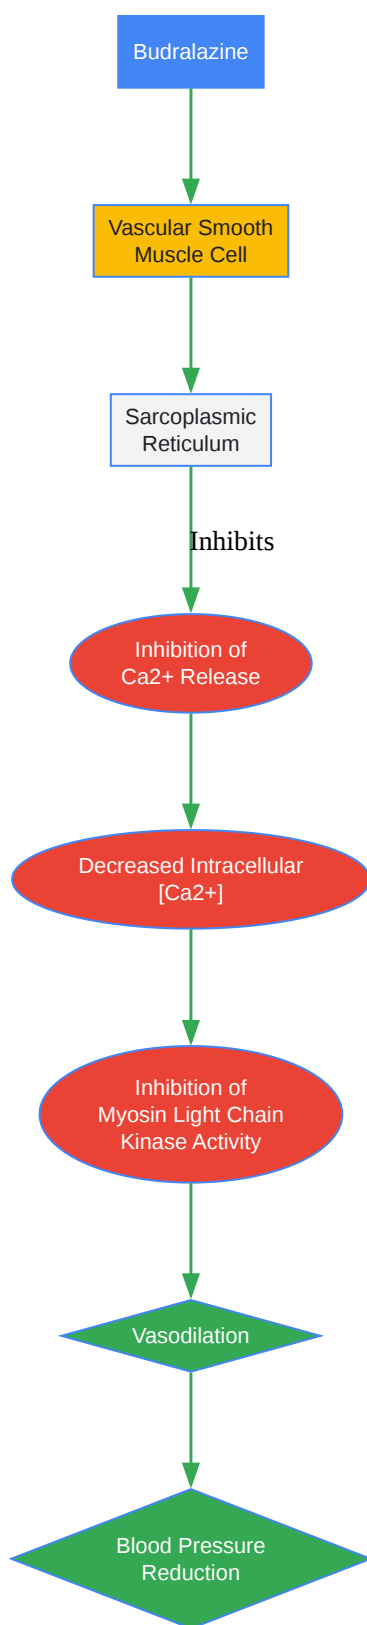 Budralazine
Vascular Smooth
Muscle Cell
Sarcoplasmic
Reticulum
Inhibits
Inhibition of
Ca2+ Release
Decreased Intracellular
[Ca2+]
Inhibition of
Myosin Light Chain
Kinase Activity
Vasodilation
Blood Pressure
Reduction